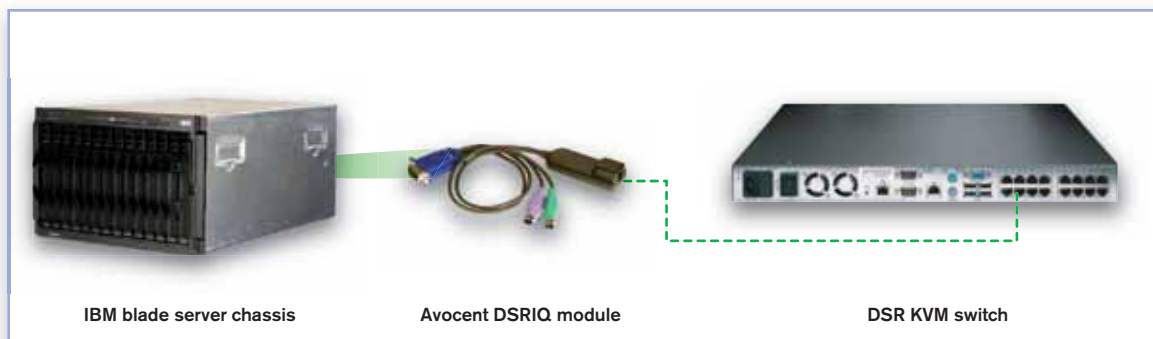 IBM blade server chassis
Avocent DSRIQ module
DSR KVM switch